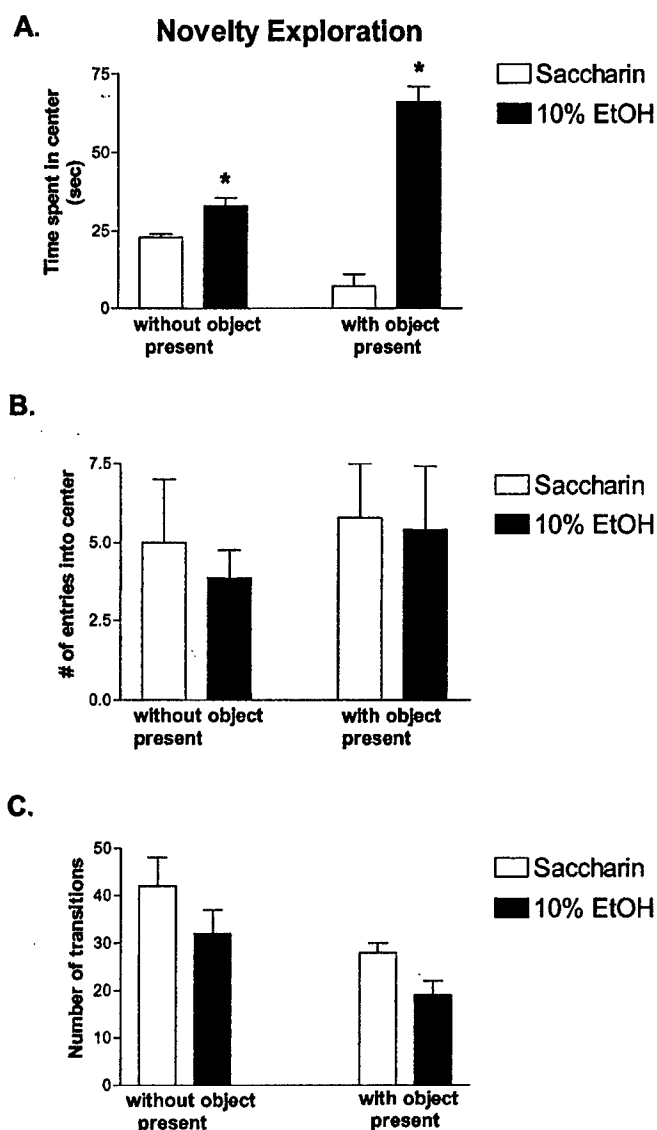 A.
Novelty Exploration
Time spent in center
(sec)
75
50
25
0
*
*
Saccharin
10% EtOH
without object
present
with object
present
B.
# of entries into center
7.5
5.0
2.5
0.0
Saccharin
10% EtOH
without object
present
with object
present
C.
Number of transitions
50
40
30
20
10
0
Saccharin
10% EtOH
without object
present
with object
present